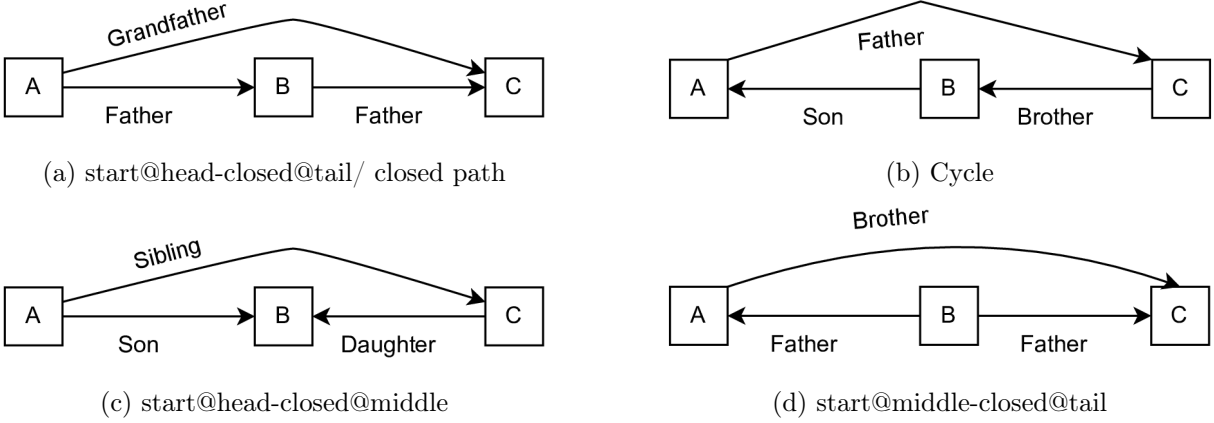 Grandfather
A
B
C
Father
Father
(a) start@head-closed@tail/ closed path
Father
A
B
C
Son
Brother
(b) Cycle
Sibling
A
B
C
Son
Daughter
(c) start@head-closed@middle
Brother
A
B
C
Father
Father
(d) start@middle-closed@tail